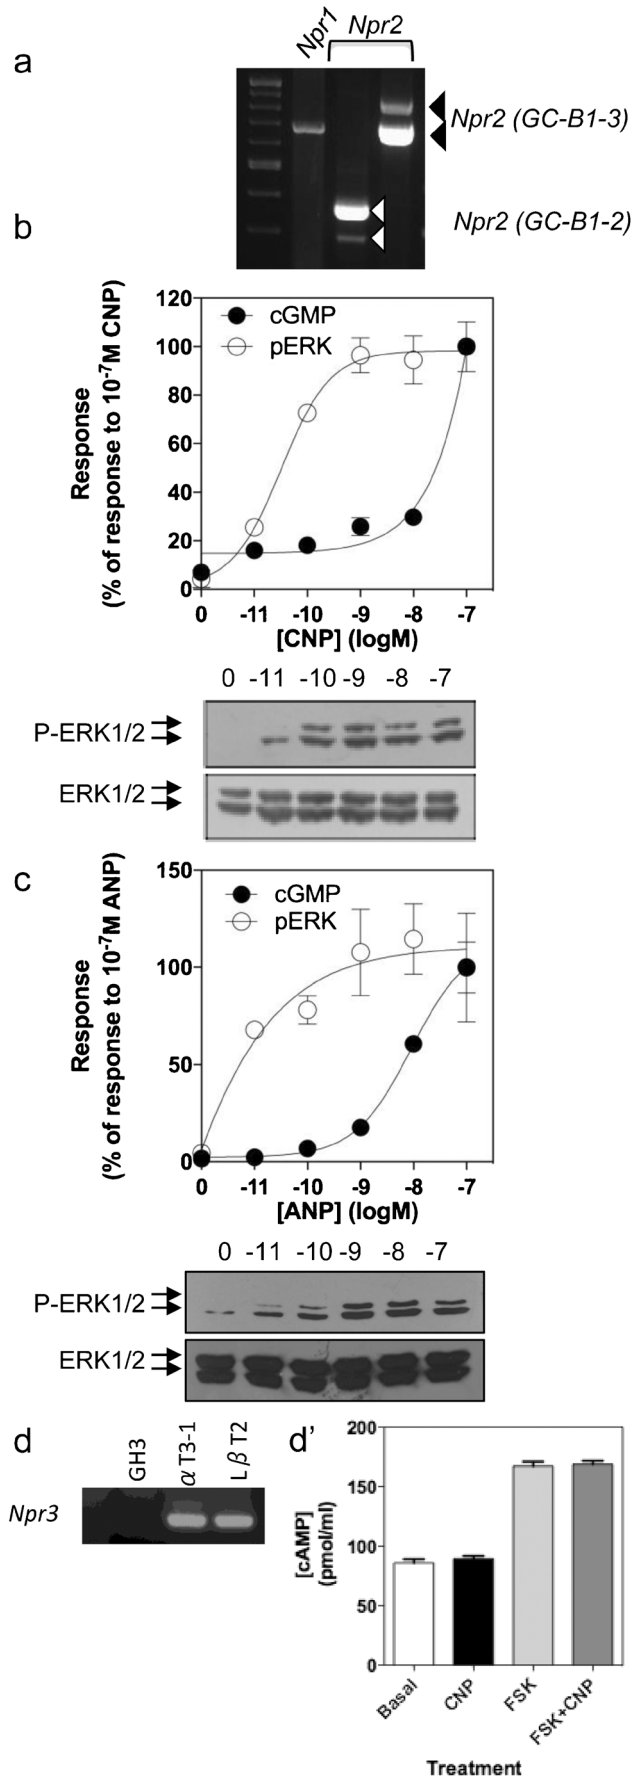 Npr1
Npr2
a
Npr2 (GC-B1-3)
Npr2 (GC-B1-2)
b
Response
(% of response to 10⁻⁷M CNP)
120
100
80
60
40
20
0
cGMP
pERK
0 -11 -10 -9 -8 -7
[CNP] (logM)
0 -11 -10 -9 -8 -7
P-ERK1/2
ERK1/2
c
Response
(% of response to 10⁻⁷M ANP)
150
100
50
0
cGMP
pERK
0 -11 -10 -9 -8 -7
[ANP] (logM)
0 -11 -10 -9 -8 -7
P-ERK1/2
ERK1/2
d
GH3
αT3-1
LβT2
Npr3
d’
[cAMP]
(pmol/ml)
200
150
100
50
0
Basal
CNP
FSK
FSK+CNP
Treatment